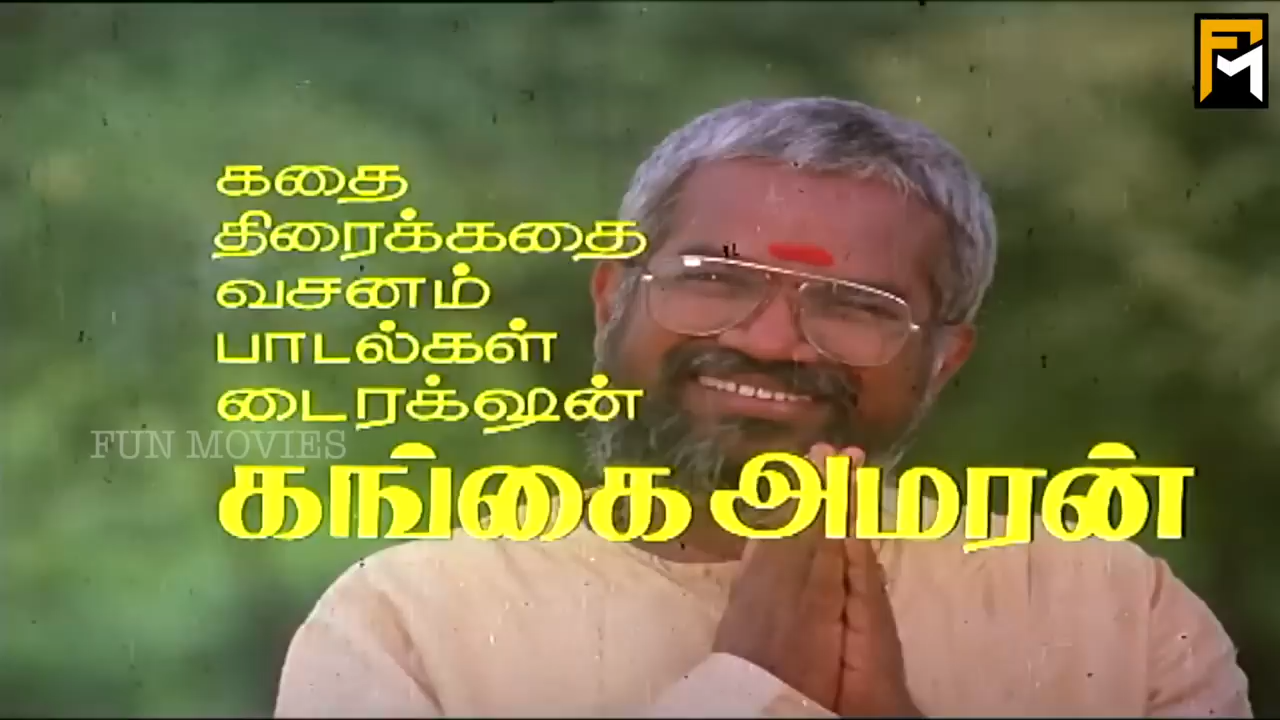 கதை
திரைக்கதை
வசனம்
பாடல்கள்
டைரக்ஷன்
FUN MOVIES
கங்கை அமரன்